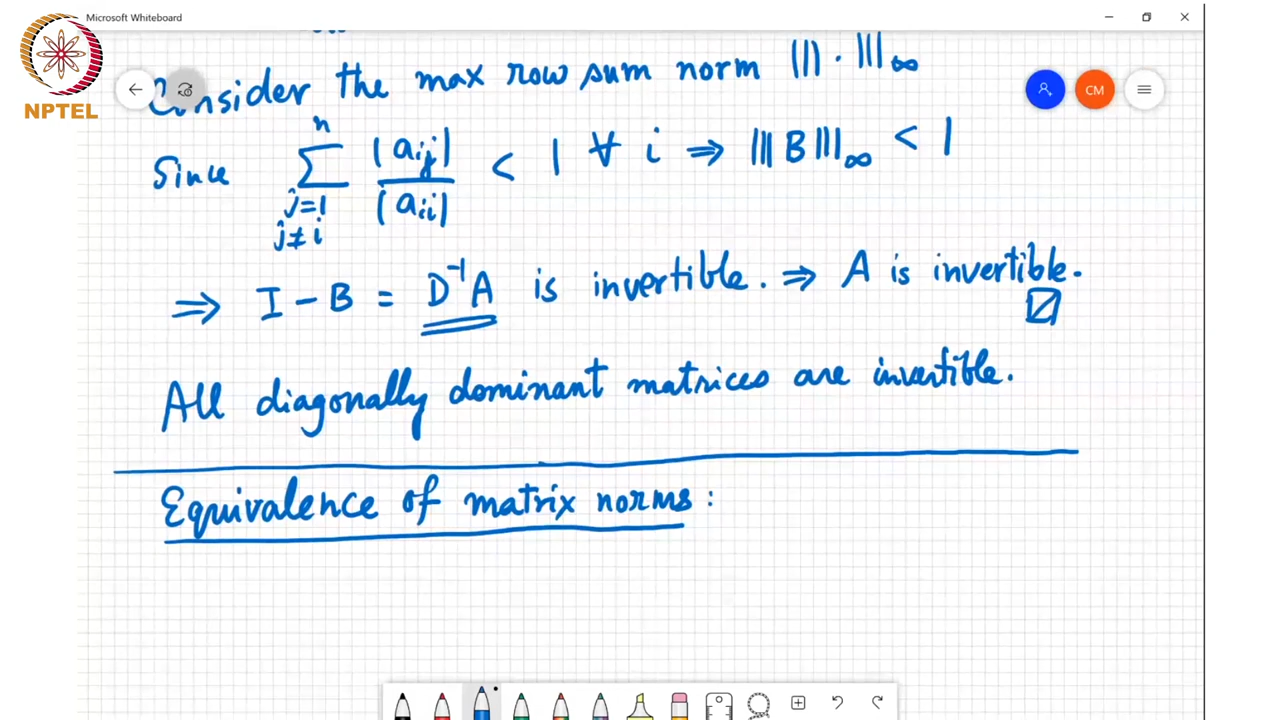 Microsoft Whiteboard
NPTEL
CM
Consider the max row sum norm |||·|||∞
Since n ∑ j=1 j≠i |aij| / |aii| < 1 ∀ i ⇒ |||B|||∞ < 1
⇒ I − B = D⁻¹A is invertible. ⇒ A is invertible.
All diagonally dominant matrices are invertible.
Equivalence of matrix norms: